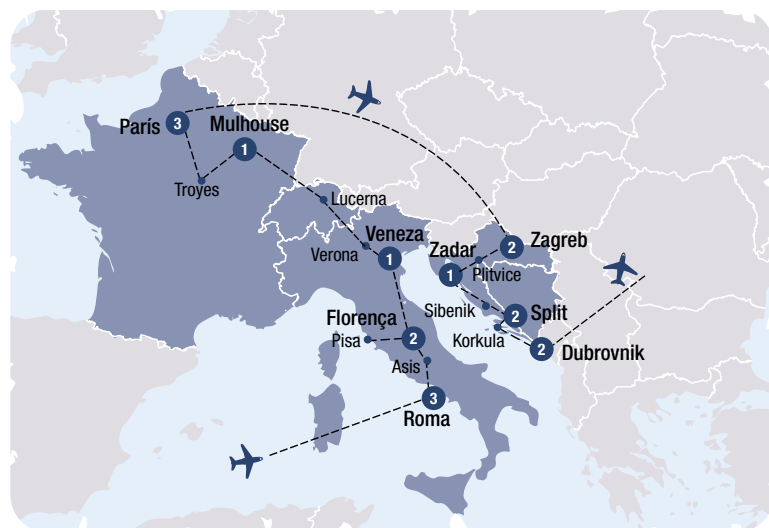 París
3
Mulhouse
1
Troyes
Lucerna
Verona
Veneza
1
Zadar
1
2
Zagreb
Plitvice
Sibenik
2
Split
Korkula
2
Dubrovnik
Florença
2
Pisa
Asis
3
Roma